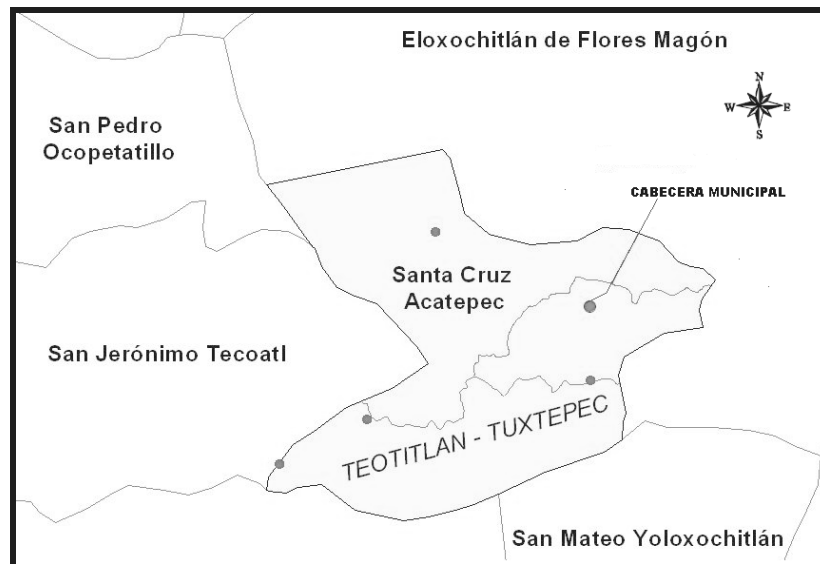 Eloxochitlán de Flores Magón
N
W E
S
San Pedro
Ocopetatillo
CABECERA MUNICIPAL
Santa Cruz
Acatepec
San Jerónimo Tecoatl
TEOTITLAN - TUXTEPEC
San Mateo Yoloxochitlán